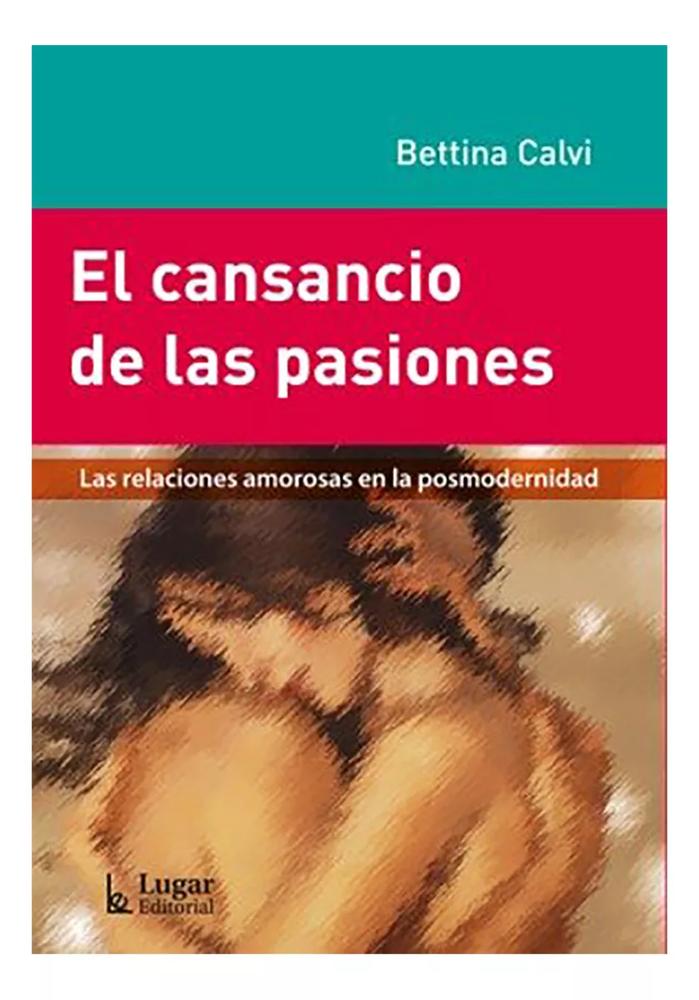 Bettina Calvi
El cansancio
de las pasiones
Las relaciones amorosas en la posmodernidad
Lugar
Editorial